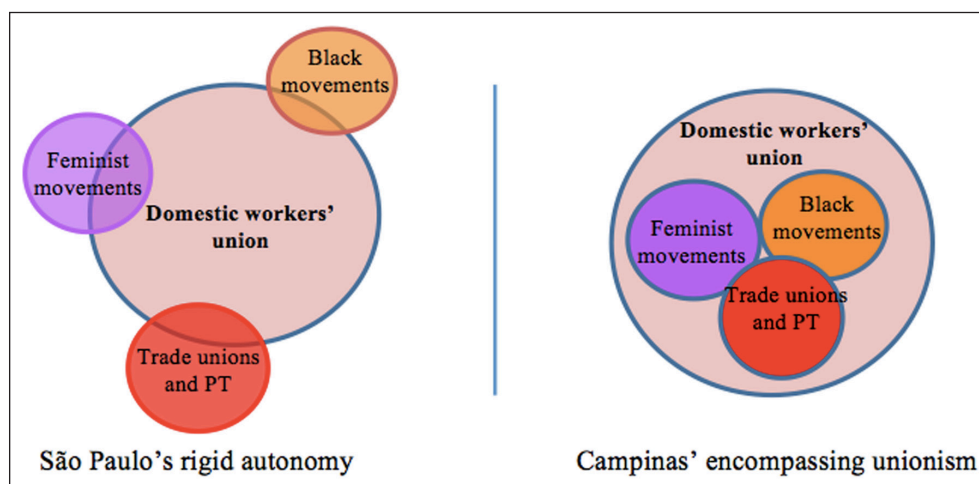 Black
movements
Feminist
movements
Domestic workers'
union
Trade unions
and PT
São Paulo's rigid autonomy
Domestic workers'
union
Feminist
movements
Black
movements
Trade unions
and PT
Campinas' encompassing unionism